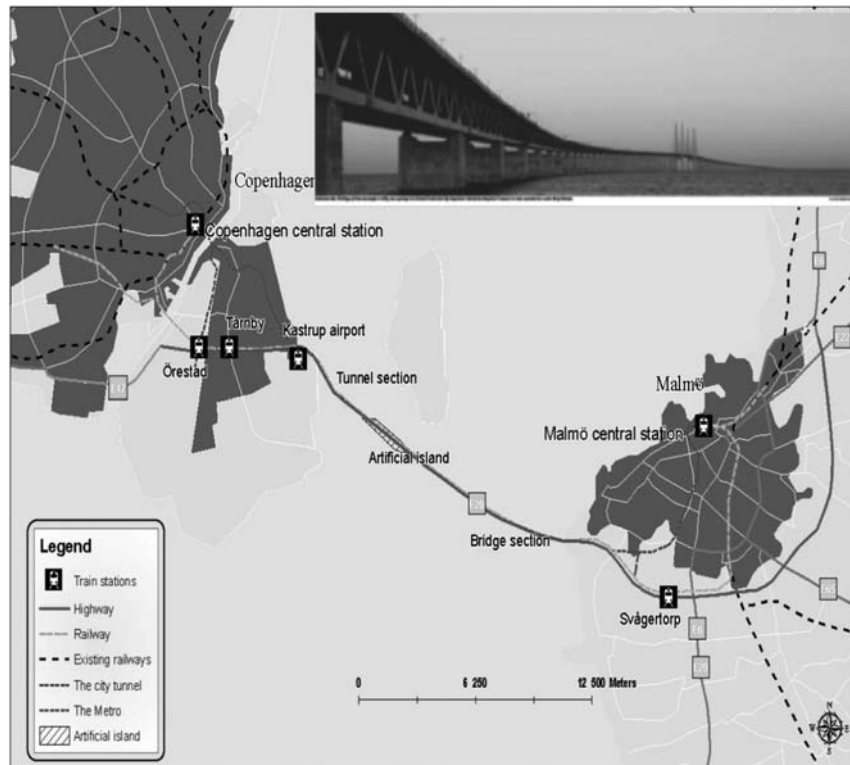 Copenhagen
Copenhagen central station
Tårnby
Kastrup airport
Örestad
E47
Tunnel section
Malmö
Malmö central station
Artificial island
Bridge section
Svågertorp
E6
Legend
Train stations
Highway
Railway
Existing railways
The city tunnel
The Metro
Artificial island
0 6 250 12 500 Meters
N
W E
S